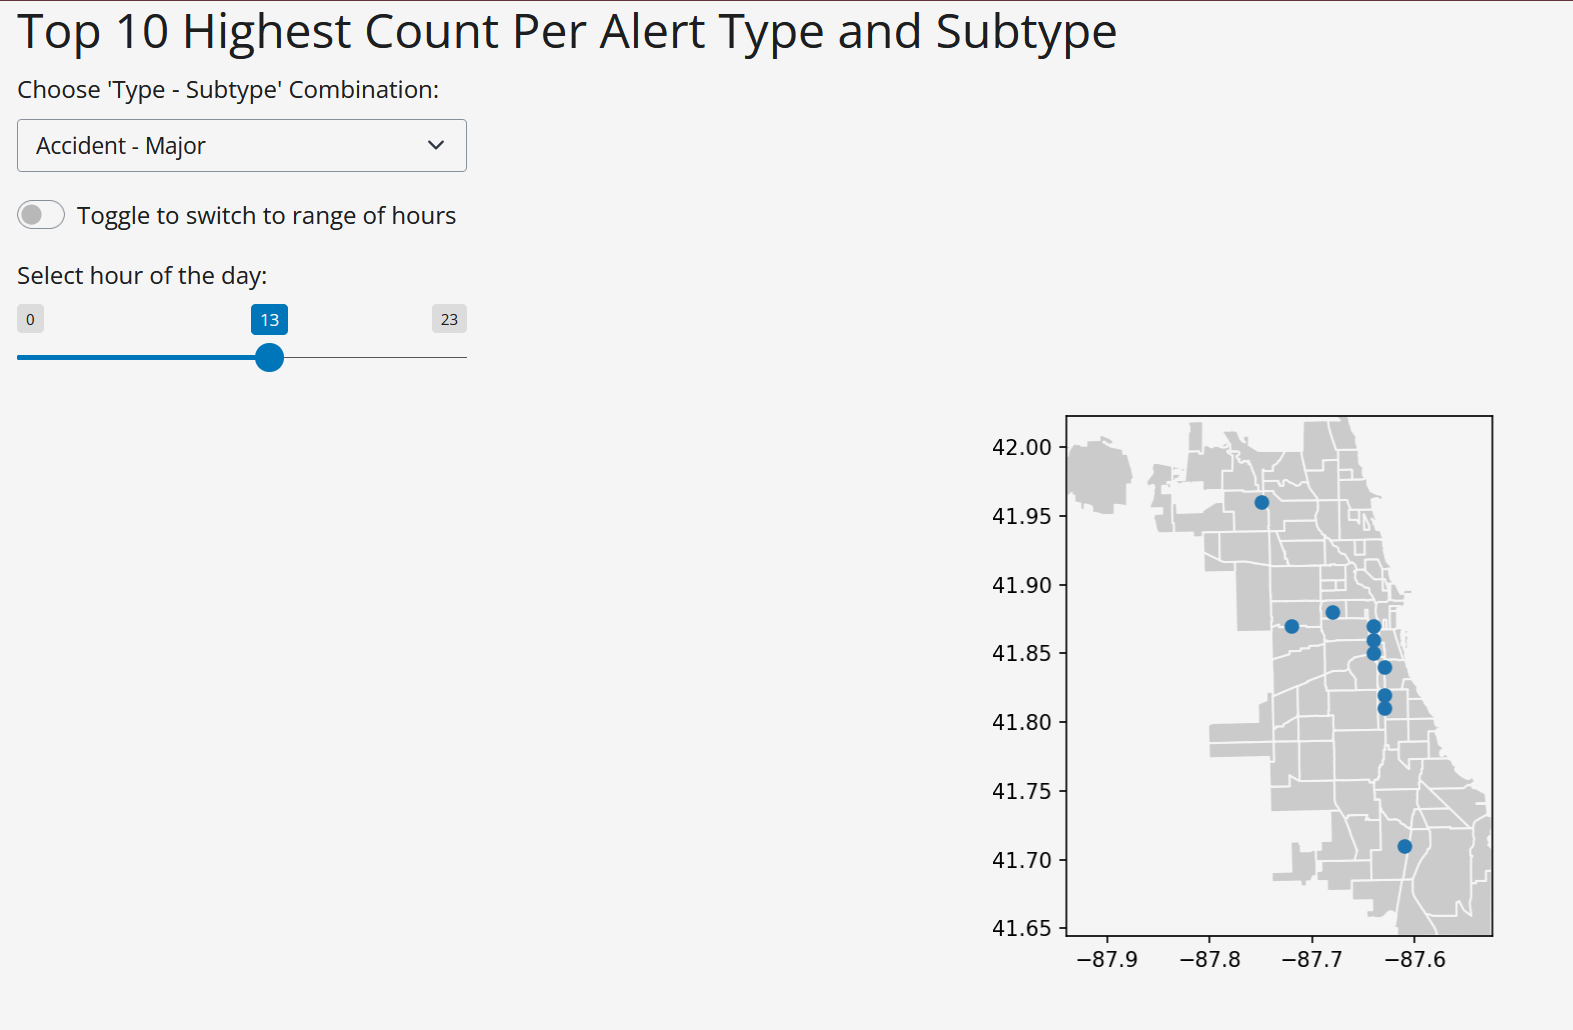 Top 10 Highest Count Per Alert Type and Subtype
Choose 'Type - Subtype' Combination:
Accident - Major
Toggle to switch to range of hours
Select hour of the day:
0 13 23
42.00
41.95
41.90
41.85
41.80
41.75
41.70
41.65
−87.9 −87.8 −87.7 −87.6